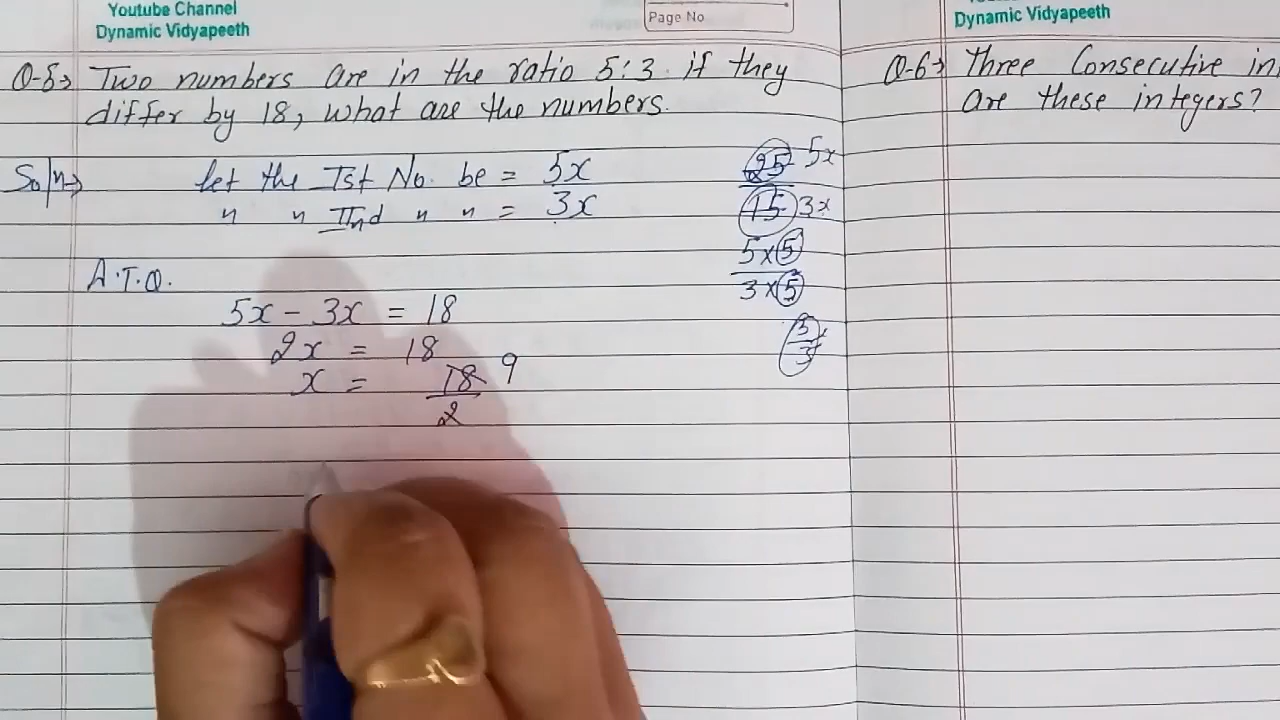 Youtube Channel
Dynamic Vidyapeeth
Page No
Dynamic Vidyapeeth
Q-5⇒ Two numbers are in the ratio 5:3. if they
differ by 18, what are the numbers.
Soln⇒ let the Ist No. be = 5x
" " IInd " " = 3x
A.T.Q.
5x - 3x = 18
2x = 18
x = 18 9
2
25 5x
15 3x
5x5
3x5
5
3
Q-6⇒ Three Consecutive in
are these integers?